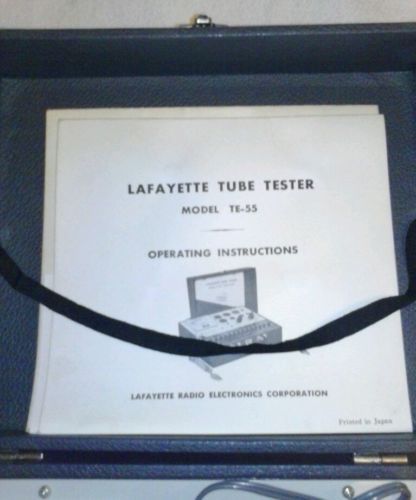 LAFAYETTE TUBE TESTER
MODEL TE-55
OPERATING INSTRUCTIONS
LAFAYETTE RADIO ELECTRONICS CORPORATION
Printed in Japan